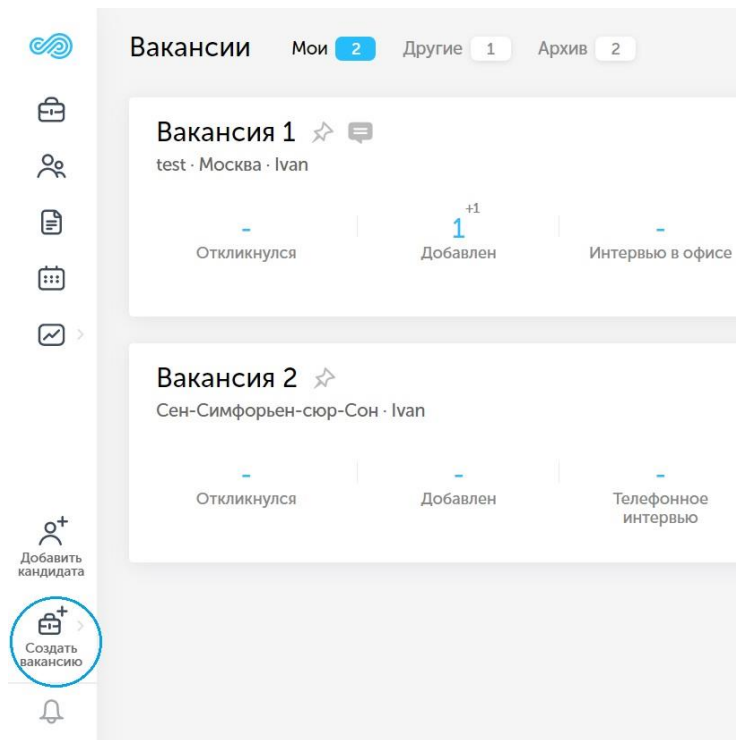 Вакансии Мои 2 Другие 1 Архив 2
Вакансия 1
test · Москва · Ivan
+1
- 1 -
Откликнулся Добавлен Интервью в офисе
Вакансия 2
Сен-Симфорьен-сюр-Сон · Ivan
- - -
Откликнулся Добавлен Телефонное
интервью
Добавить
кандидата
Создать
вакансию